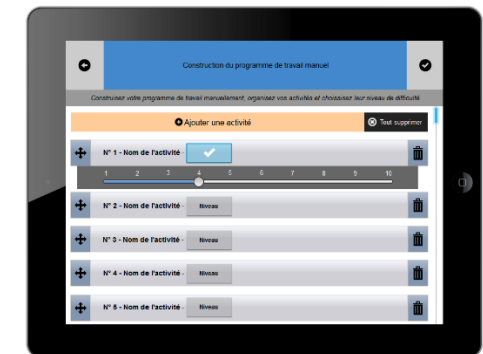 Construction du programme de travail manuel
Construisez votre programme de travail manuellement, organisez vos activités et choisissez leur niveau de difficulté
Ajouter une activité
Tout supprimer
N° 1 - Nom de l'activité -
1 2 3 4 5 6 7 8 9 10
N° 2 - Nom de l'activité - Niveau
N° 3 - Nom de l'activité - Niveau
N° 4 - Nom de l'activité - Niveau
N° 5 - Nom de l'activité - Niveau